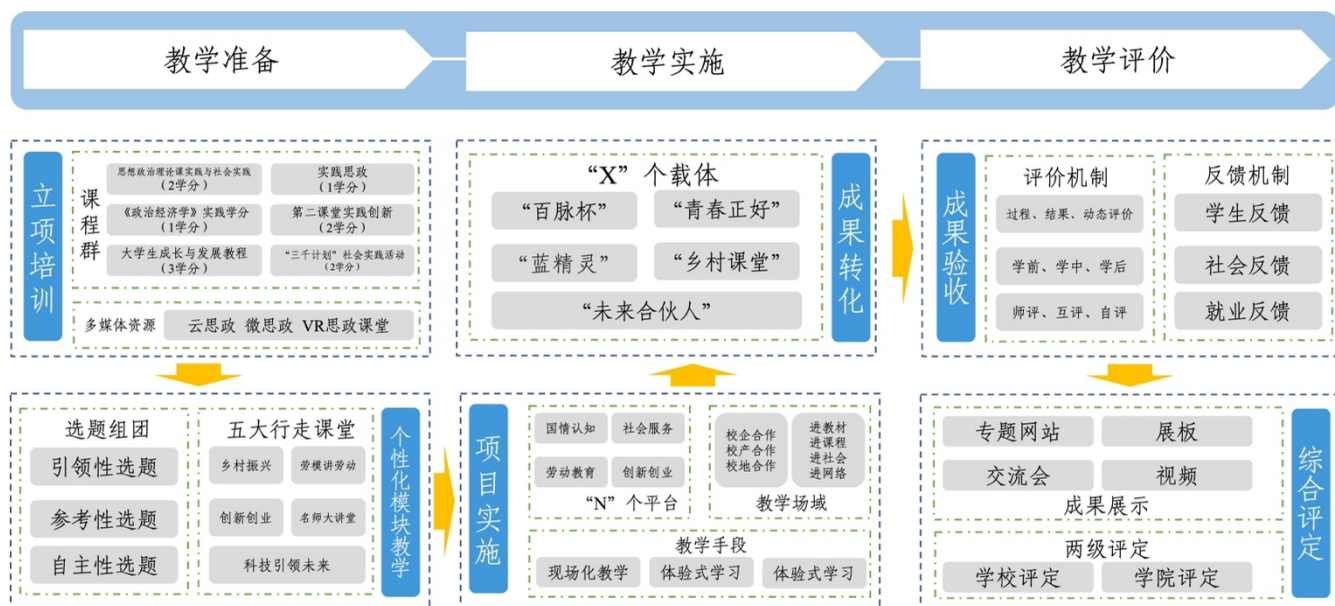 教学准备
教学实施
教学评价
立项培训
课程群
思想政治理论课实践与社会实践
(2学分)
实践思政
(1学分)
《政治经济学》实践学分
(1学分)
第二课堂实践创新
(2学分)
大学生成长与发展教程
(3学分)
“三千计划”社会实践活动
(2学分)
多媒体资源
云思政 微思政 VR思政课堂
选题组团
引领性选题
参考性选题
自主性选题
五大行走课堂
乡村振兴
劳模讲劳动
创新创业
名师大讲堂
科技引领未来
个性化模块教学
项目实施
国情认知
社会服务
劳动教育
创新创业
“N”个平台
校企合作
校产合作
校地合作
进教材
进课程
进社会
进网络
教学场域
教学手段
现场化教学
体验式学习
体验式学习
“X”个载体
“百脉杯”
“青春正好”
“蓝精灵”
“乡村课堂”
“未来合伙人”
成果转化
成果验收
评价机制
过程、结果、动态评价
学前、学中、学后
师评、互评、自评
反馈机制
学生反馈
社会反馈
就业反馈
专题网站
展板
交流会
视频
成果展示
两级评定
学校评定
学院评定
综合评定